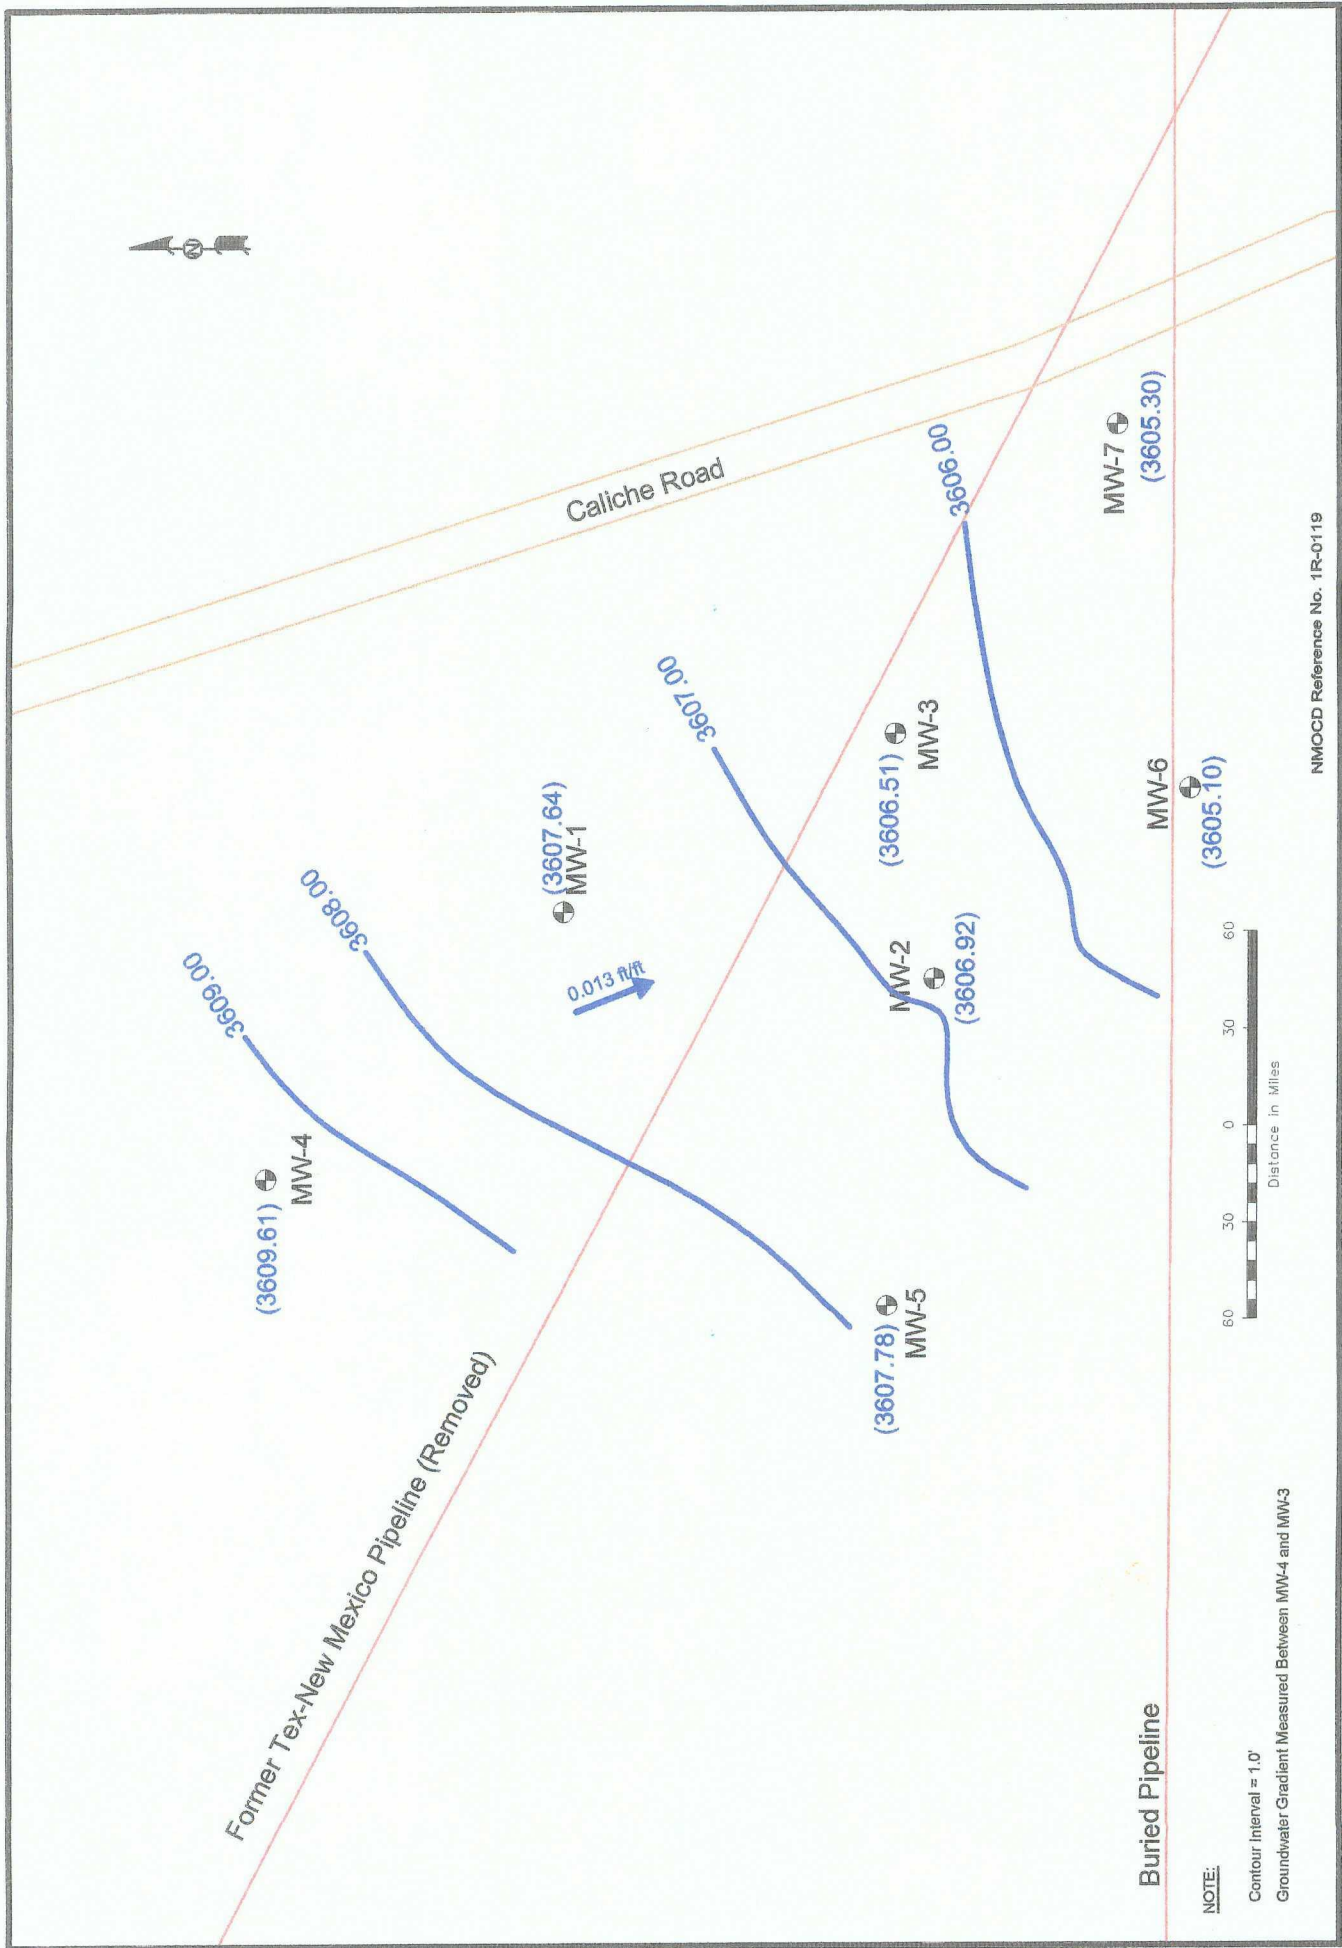 N
3609.00
3608.00
(3609.61)
MW-4
(3607.64)
MW-1
Caliche Road
0.013 ft/ft
3607.00
Former Tex-New Mexico Pipeline (Removed)
(3607.78)
MW-5
MW-2
(3606.92)
(3606.51)
MW-3
3606.00
MW-7
(3605.30)
MW-6
(3605.10)
Buried Pipeline
NOTE:
Contour Interval = 1.0'
Groundwater Gradient Measured Between MW-4 and MW-3
60 30 0 30 60
Distance in Miles
NMOCD Reference No. 1R-0119